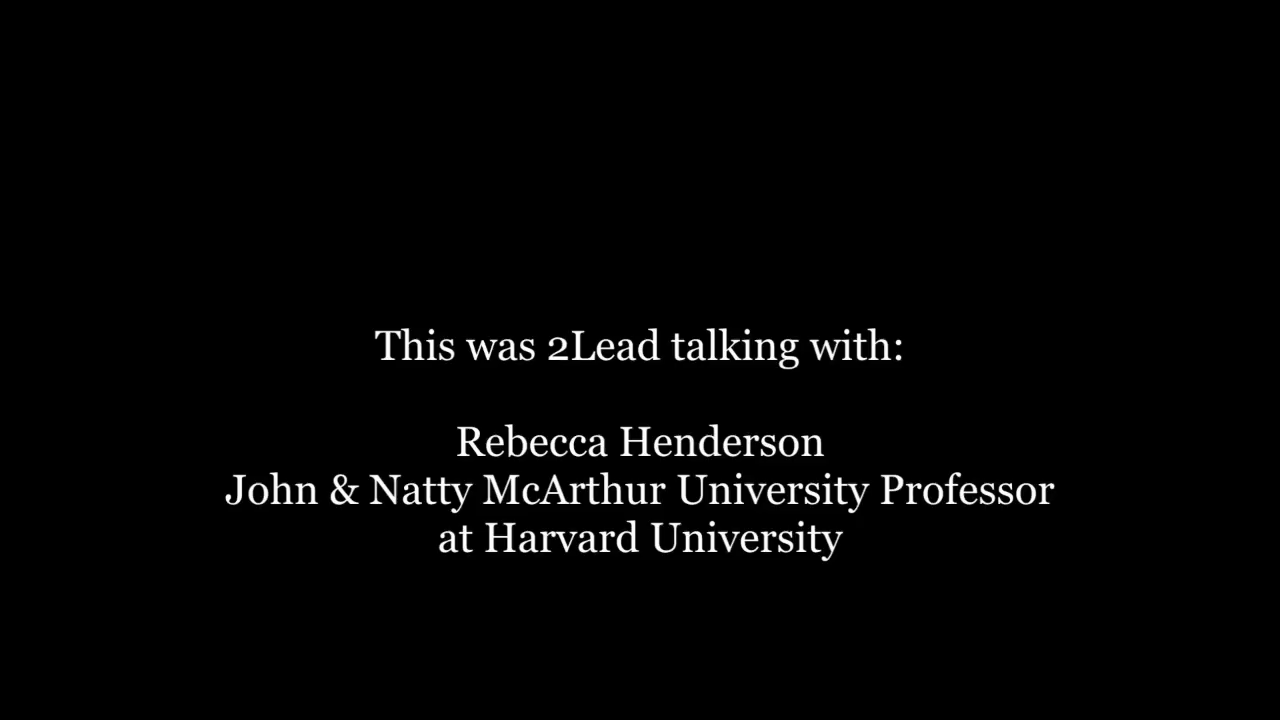 This was 2Lead talking with:
Rebecca Henderson
John & Natty McArthur University Professor
at Harvard University